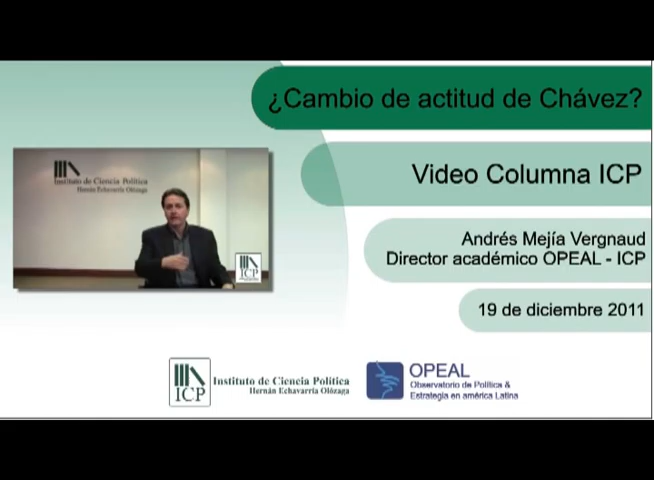 ¿Cambio de actitud de Chávez?
Video Columna ICP
Instituto de Ciencia Política
Hernán Echavarría Olózaga
ICP
Andrés Mejía Vergnaud
Director académico OPEAL - ICP
19 de diciembre 2011
ICP
Instituto de Ciencia Política
Hernán Echavarría Olózaga
OPEAL
Observatorio de Política &
Estrategia en américa Latina